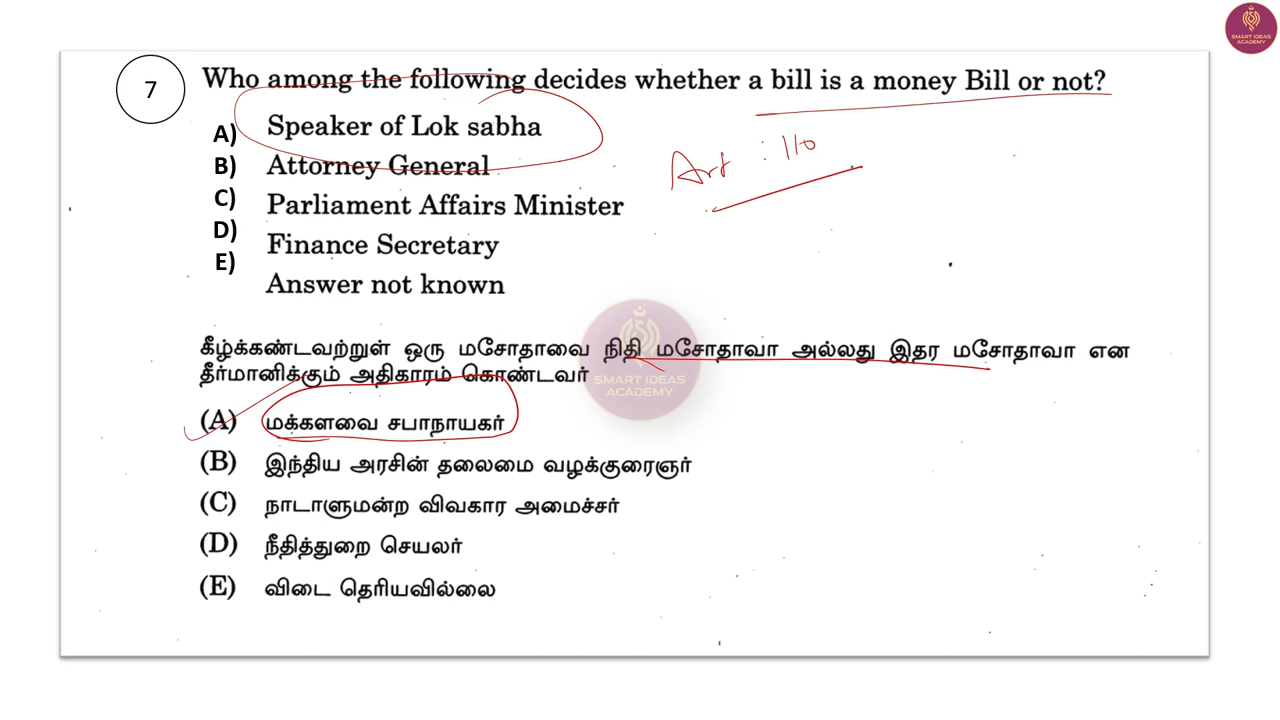 SMART IDEAS
ACADEMY
7
Who among the following decides whether a bill is a money Bill or not?
A) Speaker of Lok sabha
B) Attorney General
Art : 110
C) Parliament Affairs Minister
D) Finance Secretary
E) Answer not known
கீழ்க்கண்டவற்றுள் ஒரு மசோதாவை நிதி மசோதாவா அல்லது இதர மசோதாவா என
தீர்மானிக்கும் அதிகாரம் கொண்டவர்
SMART IDEAS
ACADEMY
(A) மக்களவை சபாநாயகர்
(B) இந்திய அரசின் தலைமை வழக்குரைஞர்
(C) நாடாளுமன்ற விவகார அமைச்சர்
(D) நீதித்துறை செயலர்
(E) விடை தெரியவில்லை